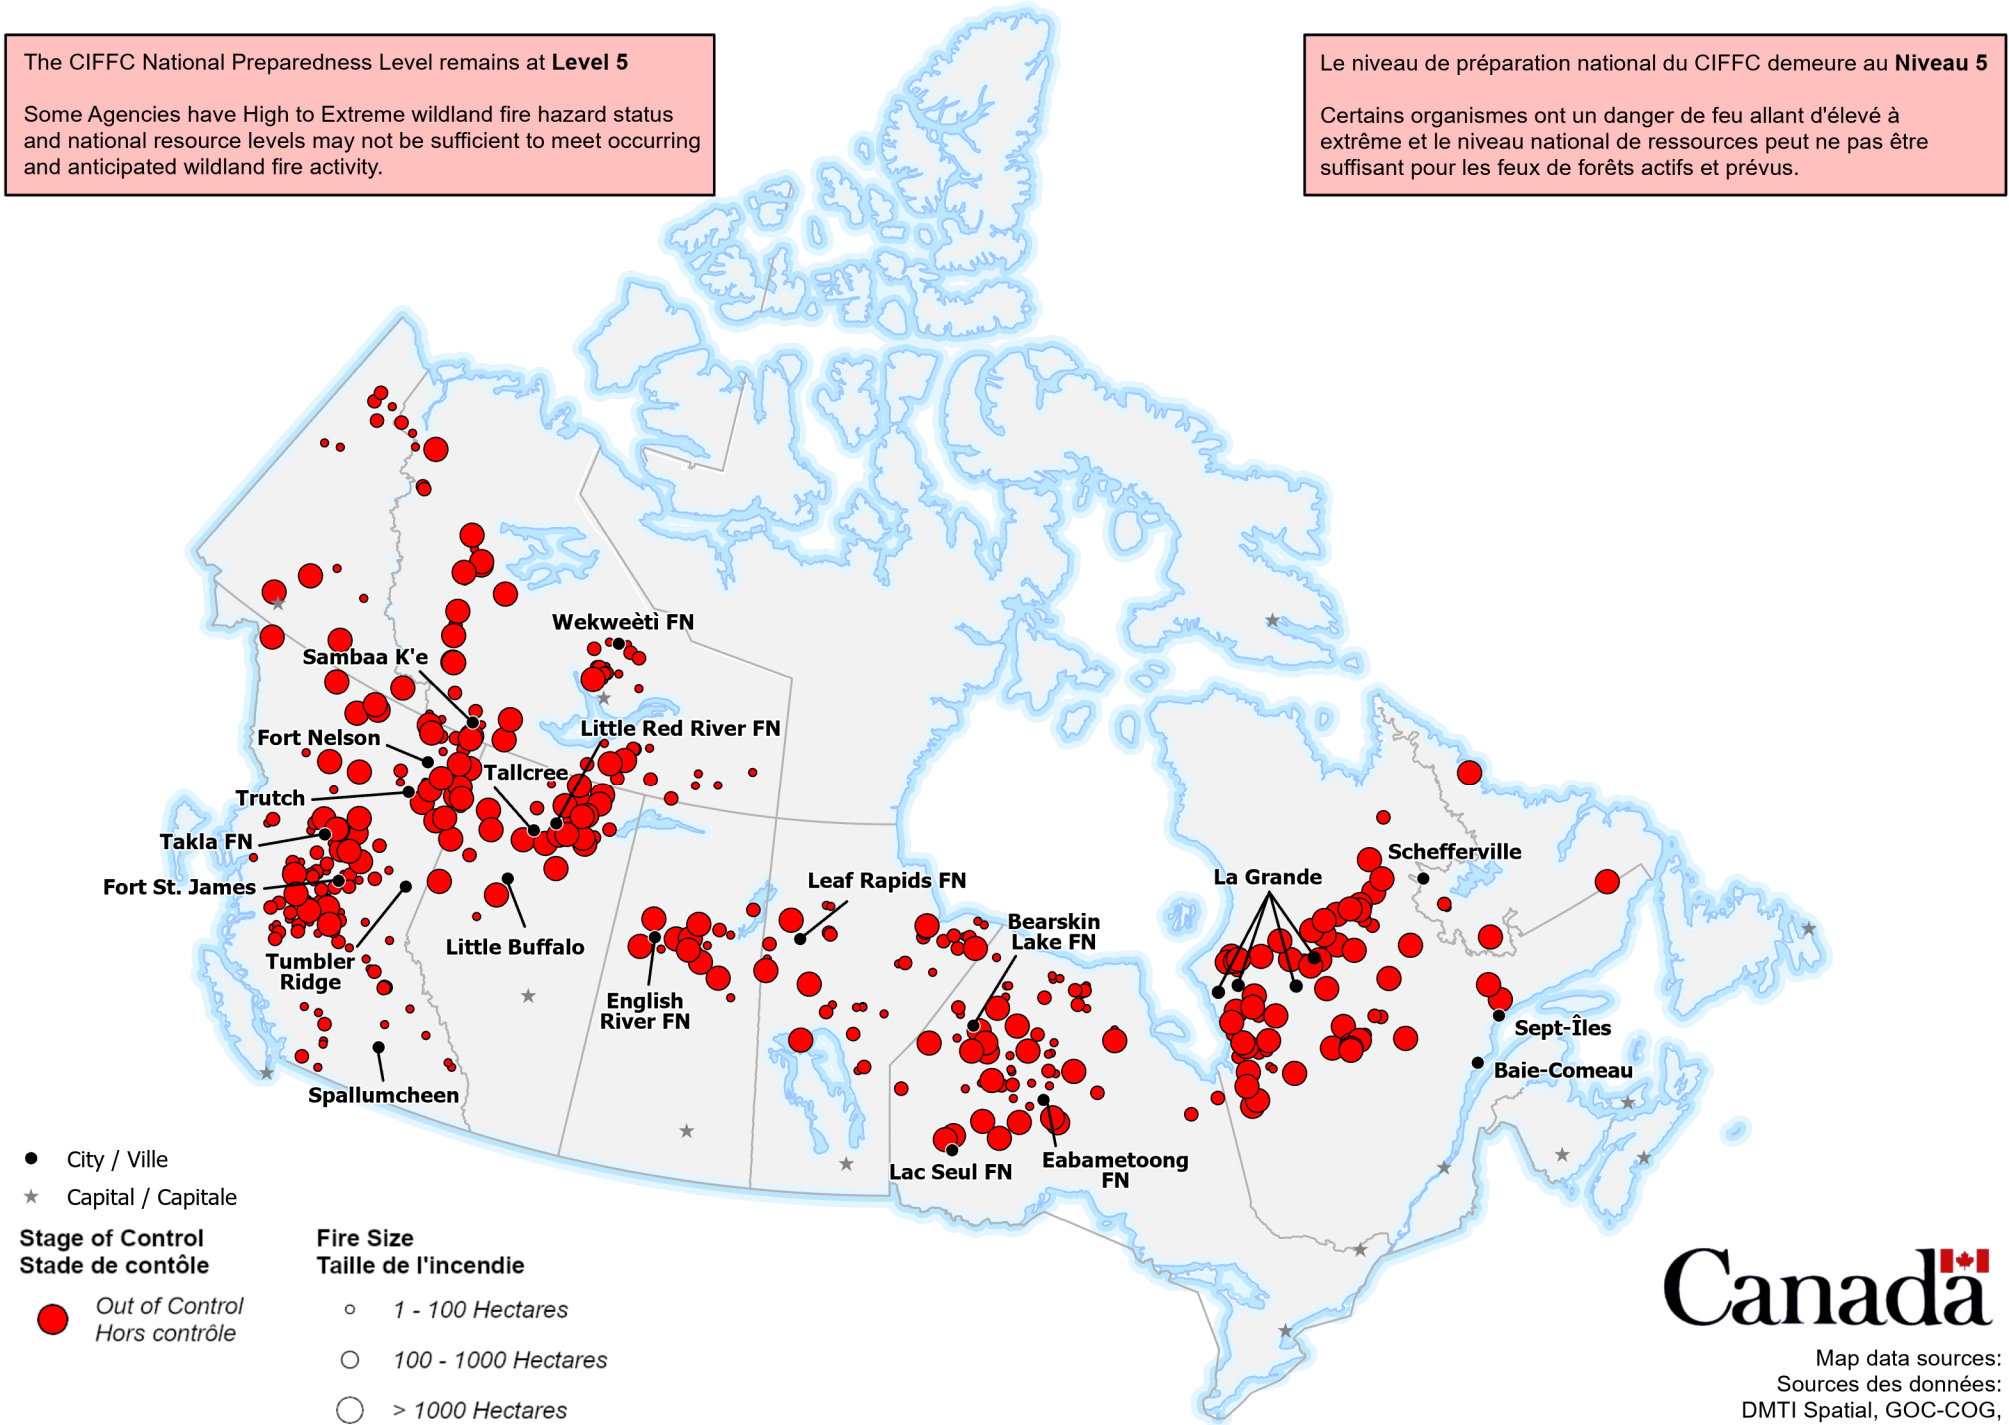 The CIFFC National Preparedness Level remains at Level 5
Some Agencies have High to Extreme wildland fire hazard status
and national resource levels may not be sufficient to meet occurring
and anticipated wildland fire activity.
Le niveau de préparation national du CIFFC demeure au Niveau 5
Certains organismes ont un danger de feu allant d'élevé à
extrême et le niveau national de ressources peut ne pas être
suffisant pour les feux de forêts actifs et prévus.
Wekweètì FN
Sambaa K'e
Little Red River FN
Fort Nelson
Tallcree
Trutch
Takla FN
Fort St. James
Little Buffalo
Tumbler
Ridge
Spallumcheen
English
River FN
Leaf Rapids FN
Bearskin
Lake FN
Lac Seul FN
Eabametoong
FN
La Grande
Schefferville
Sept-Îles
Baie-Comeau
City / Ville
Capital / Capitale
Stage of Control
Stade de contôle
Out of Control
Hors contrôle
Fire Size
Taille de l'incendie
1 - 100 Hectares
100 - 1000 Hectares
> 1000 Hectares
Canada
Map data sources:
Sources des données:
DMTI Spatial, GOC-COG,